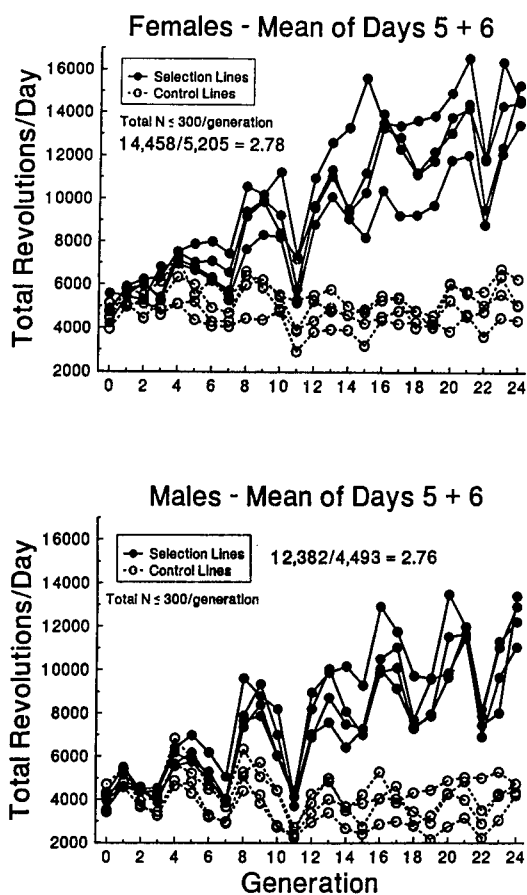 Females - Mean of Days 5 + 6
Total Revolutions/Day
16000
14000
12000
10000
8000
6000
4000
2000
Selection Lines
Control Lines
Total N ≤ 300/generation
14,458/5,205 = 2.78
0 2 4 6 8 10 12 14 16 18 20 22 24
Males - Mean of Days 5 + 6
Total Revolutions/Day
16000
14000
12000
10000
8000
6000
4000
2000
Selection Lines
Control Lines
12,382/4,493 = 2.76
Total N ≤ 300/generation
0 2 4 6 8 10 12 14 16 18 20 22 24
Generation